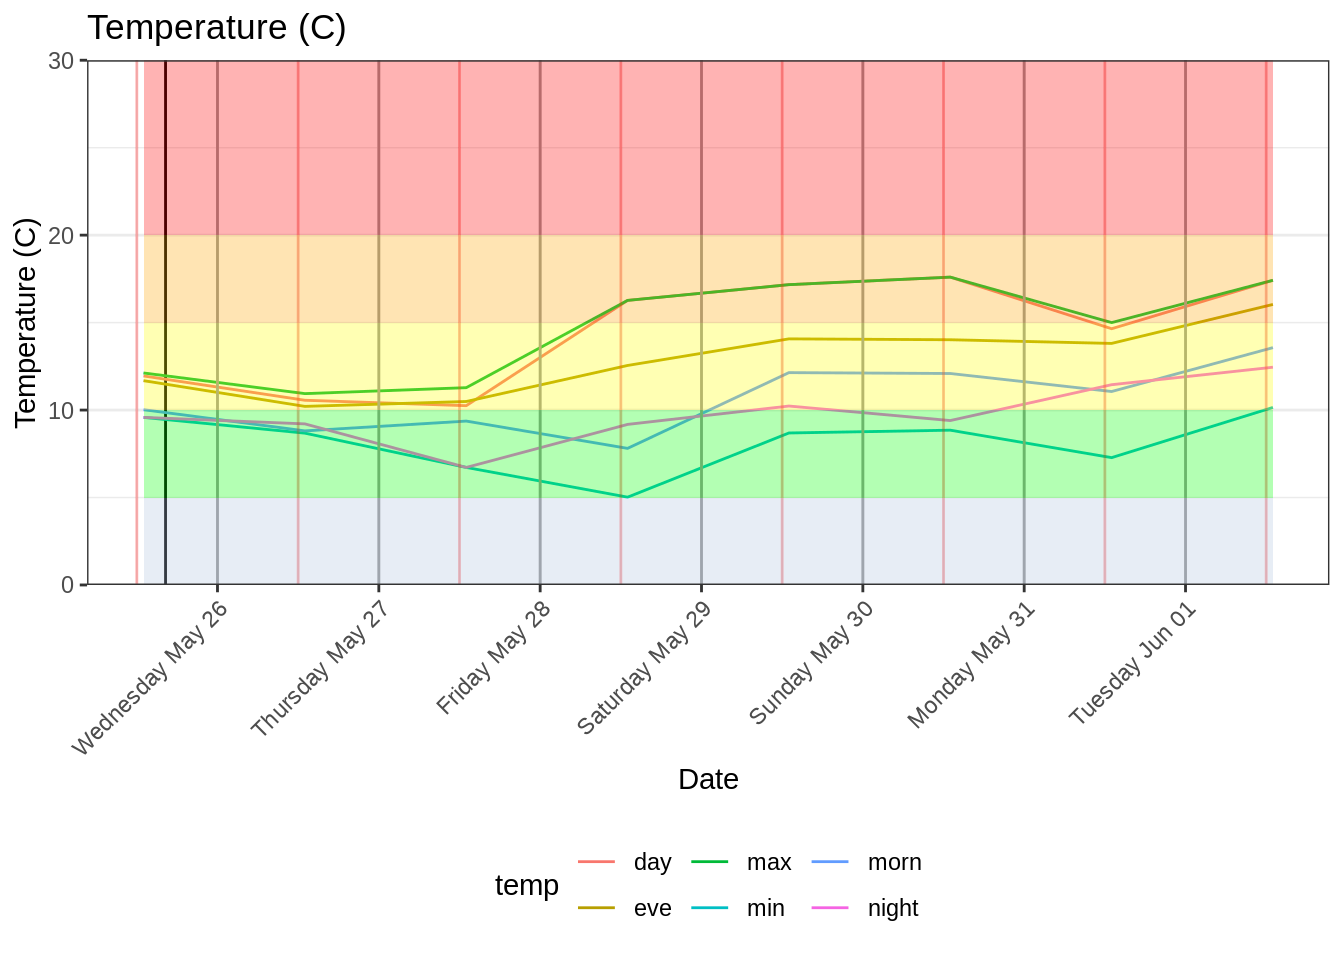 Temperature (C)
30
20
10
0
Temperature (C)
Wednesday May 26
Thursday May 27
Friday May 28
Saturday May 29
Sunday May 30
Monday May 31
Tuesday Jun 01
Date
temp
day
max
morn
eve
min
night